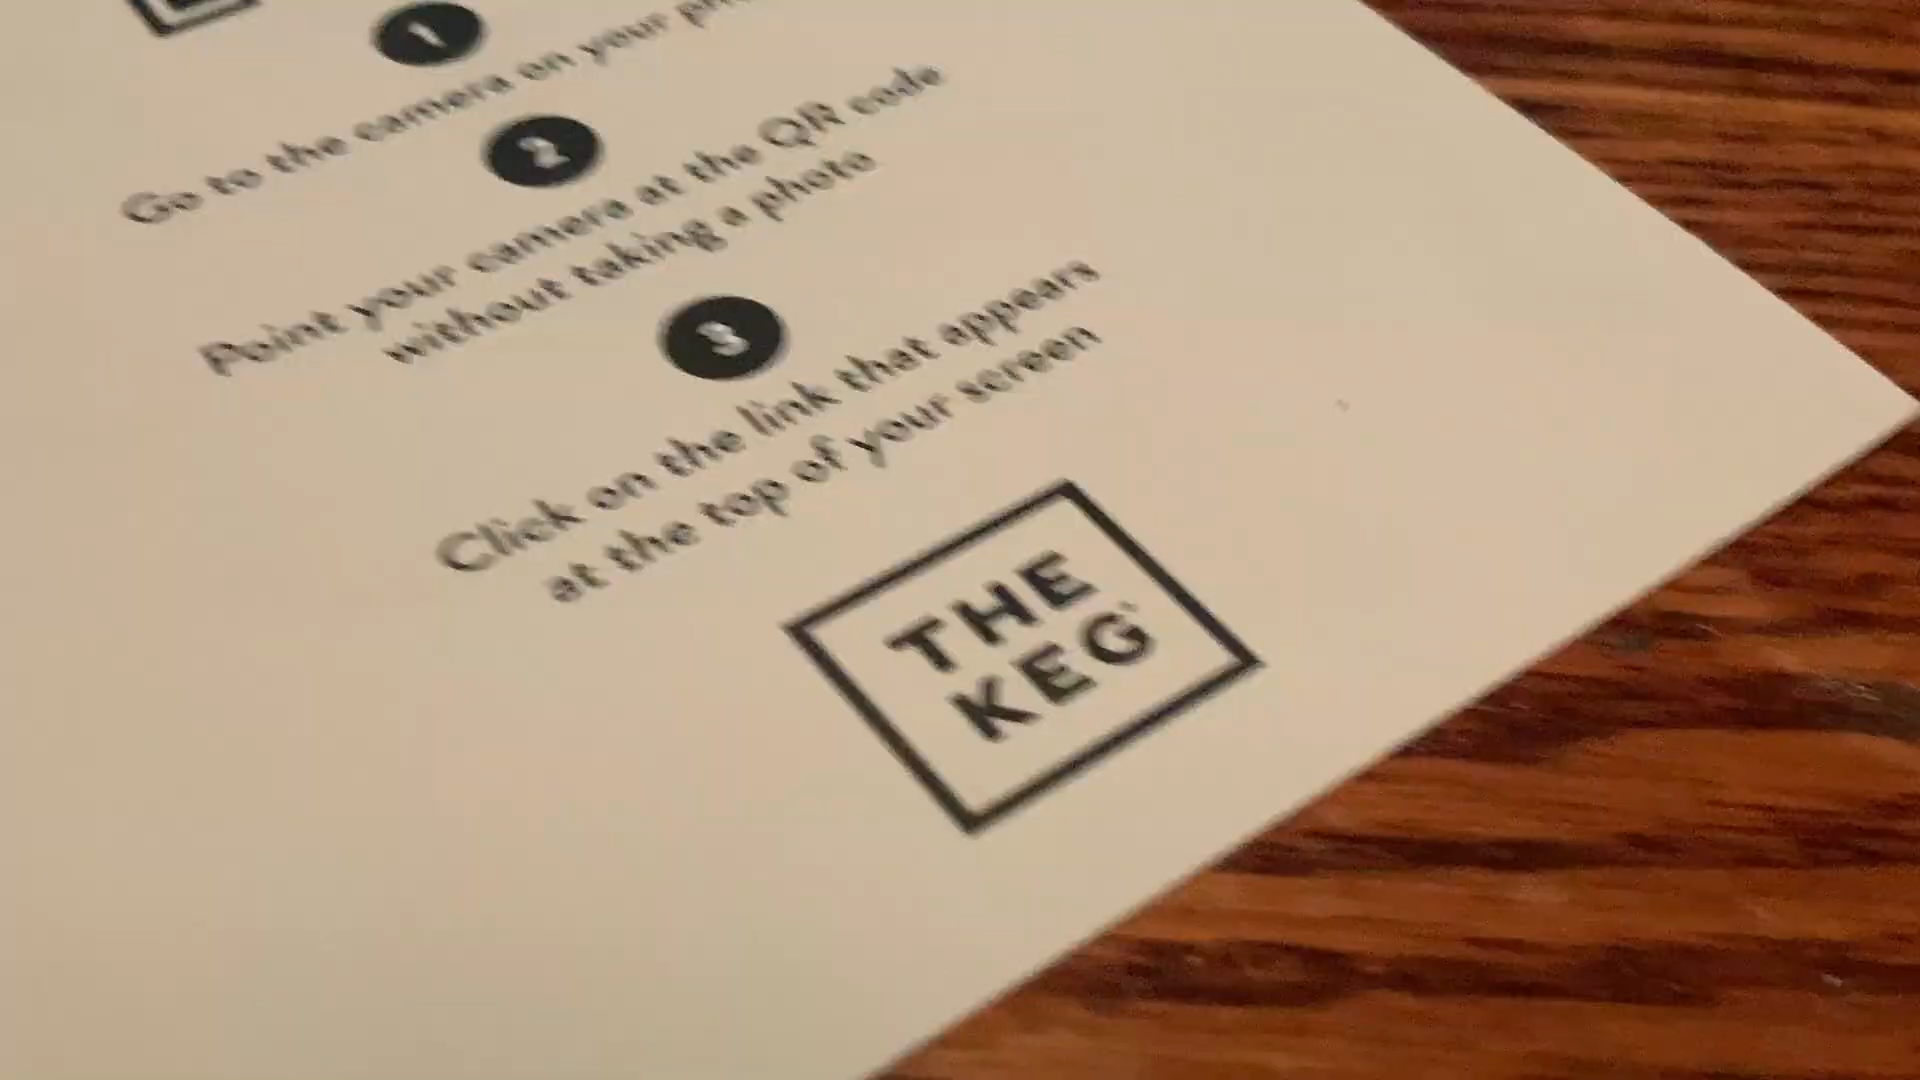 1
Go to the camera on your
2
Point your camera at the QR code
without taking a photo
3
Click on the link that appears
at the top of your screen
THE
KEG